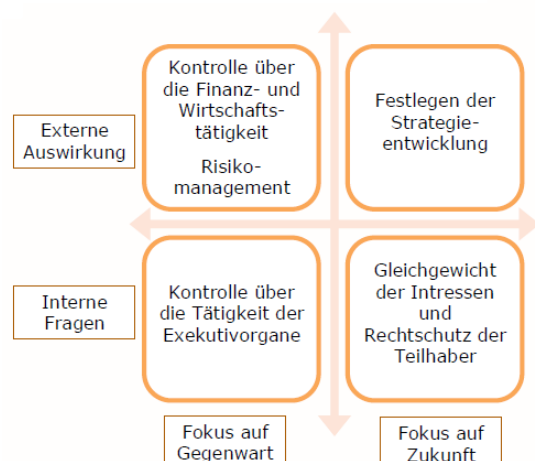 Kontrolle über
die Finanz- und
Wirtschafts-
tätigkeit
Risiko-
management
Festlegen der
Strategie-
entwicklung
Externe
Auswirkung
Kontrolle über
die Tätigkeit der
Exekutivorgane
Gleichgewicht
der Intressen
und
Rechtschutz der
Teilhaber
Interne
Fragen
Fokus auf
Gegenwart
Fokus auf
Zukunft